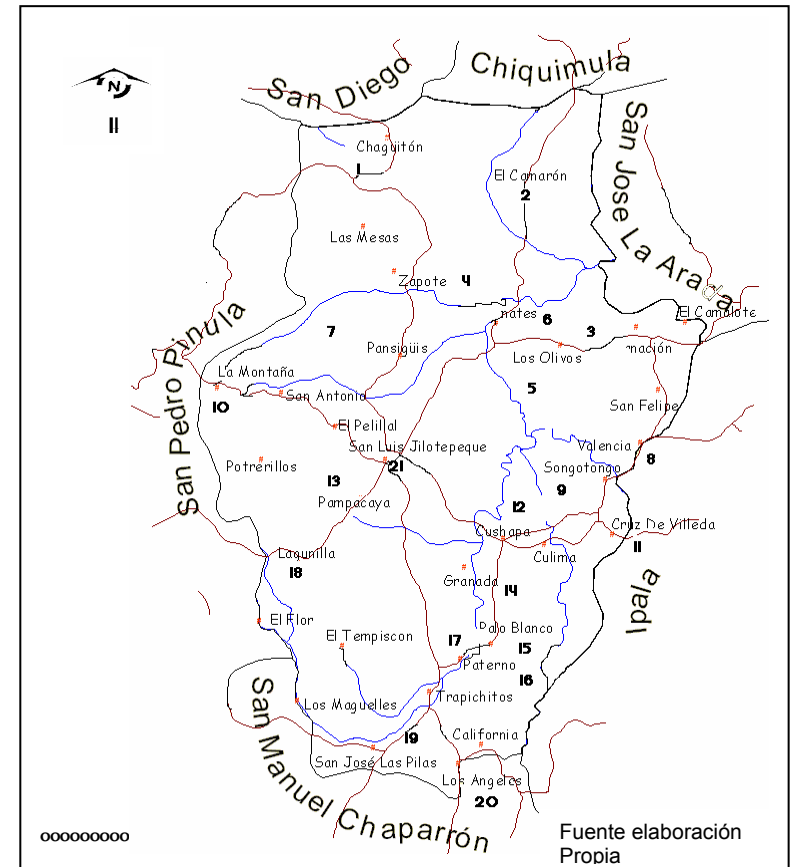 San Diego
Chiquimula
N
II
San Jose La Arada
Chaguitón
1
El Camarón
2
Las Mesas
Zapote
4
El Camalote
nates
6
3
7
San Pedro Pinula
Pansigüis
Los Olivos
nación
La Montaña
10
San Antonio
5
San Felipe
El Pelillal
San Luis Jilotepeque
21
Valencia
8
Potrerillos
13
Songotongo
9
Pampacaya
12
Cushapa
Cruz De Villeda
Culima
11
Lagunilla
18
Granada
14
Ipala
El Flor
Palo Blanco
El Tempiscon
17
15
Paterno
16
Trapichitos
Los Maguelles
19
California
San José Las Pilas
Los Angeles
20
San Manuel Chaparrón
ooooooooo
Fuente elaboración
Propia